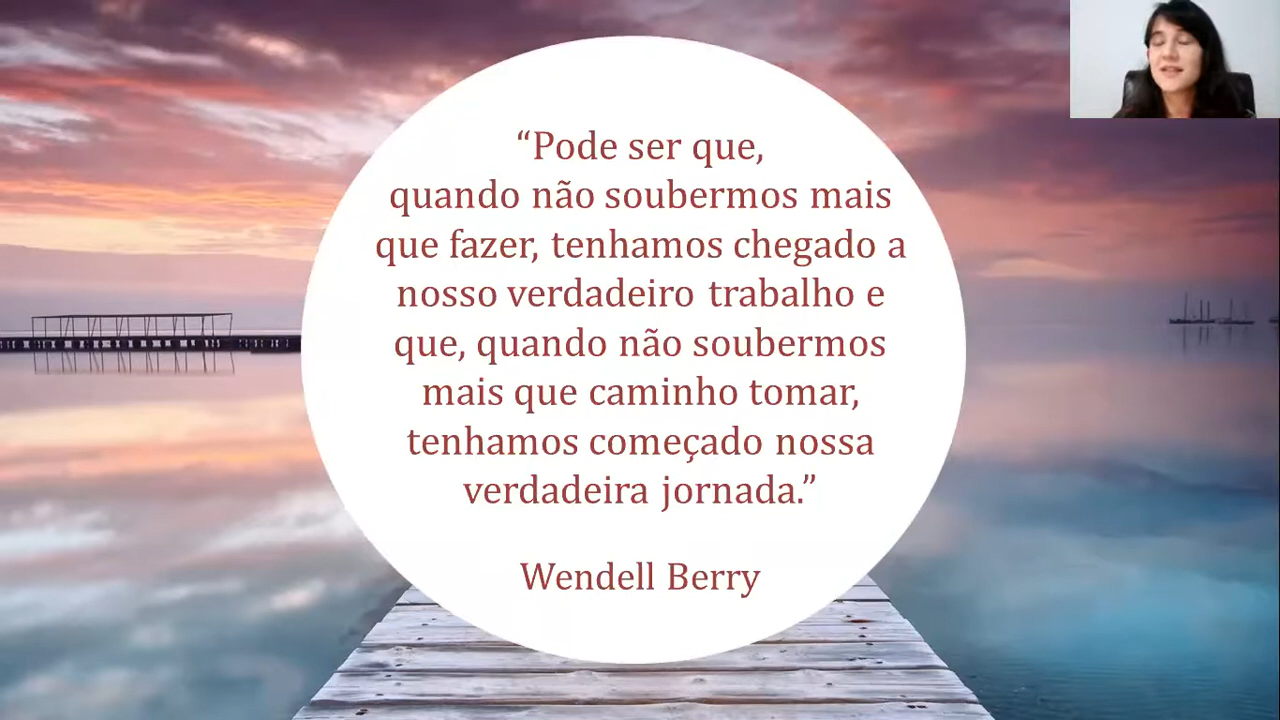 “Pode ser que,
quando não soubermos mais
que fazer, tenhamos chegado a
nosso verdadeiro trabalho e
que, quando não soubermos
mais que caminho tomar,
tenhamos começado nossa
verdadeira jornada.”
Wendell Berry